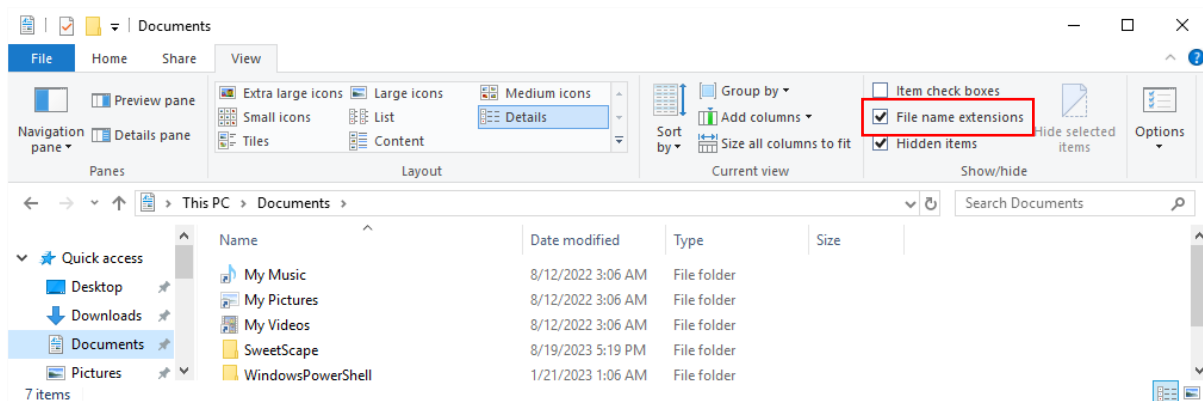 Documents
File Home Share View
Navigation pane
Preview pane
Details pane
Panes
Extra large icons Large icons Medium icons
Small icons List Details
Tiles Content
Layout
Sort by
Group by
Add columns
Size all columns to fit
Current view
Item check boxes
File name extensions
Hidden items
Hide selected items
Show/hide
Options
This PC > Documents >
Search Documents
Quick access
Desktop
Downloads
Documents
Pictures
Name Date modified Type Size
My Music 8/12/2022 3:06 AM File folder
My Pictures 8/12/2022 3:06 AM File folder
My Videos 8/12/2022 3:06 AM File folder
SweetScape 8/19/2023 5:19 PM File folder
WindowsPowerShell 1/21/2023 1:06 AM File folder
7 items